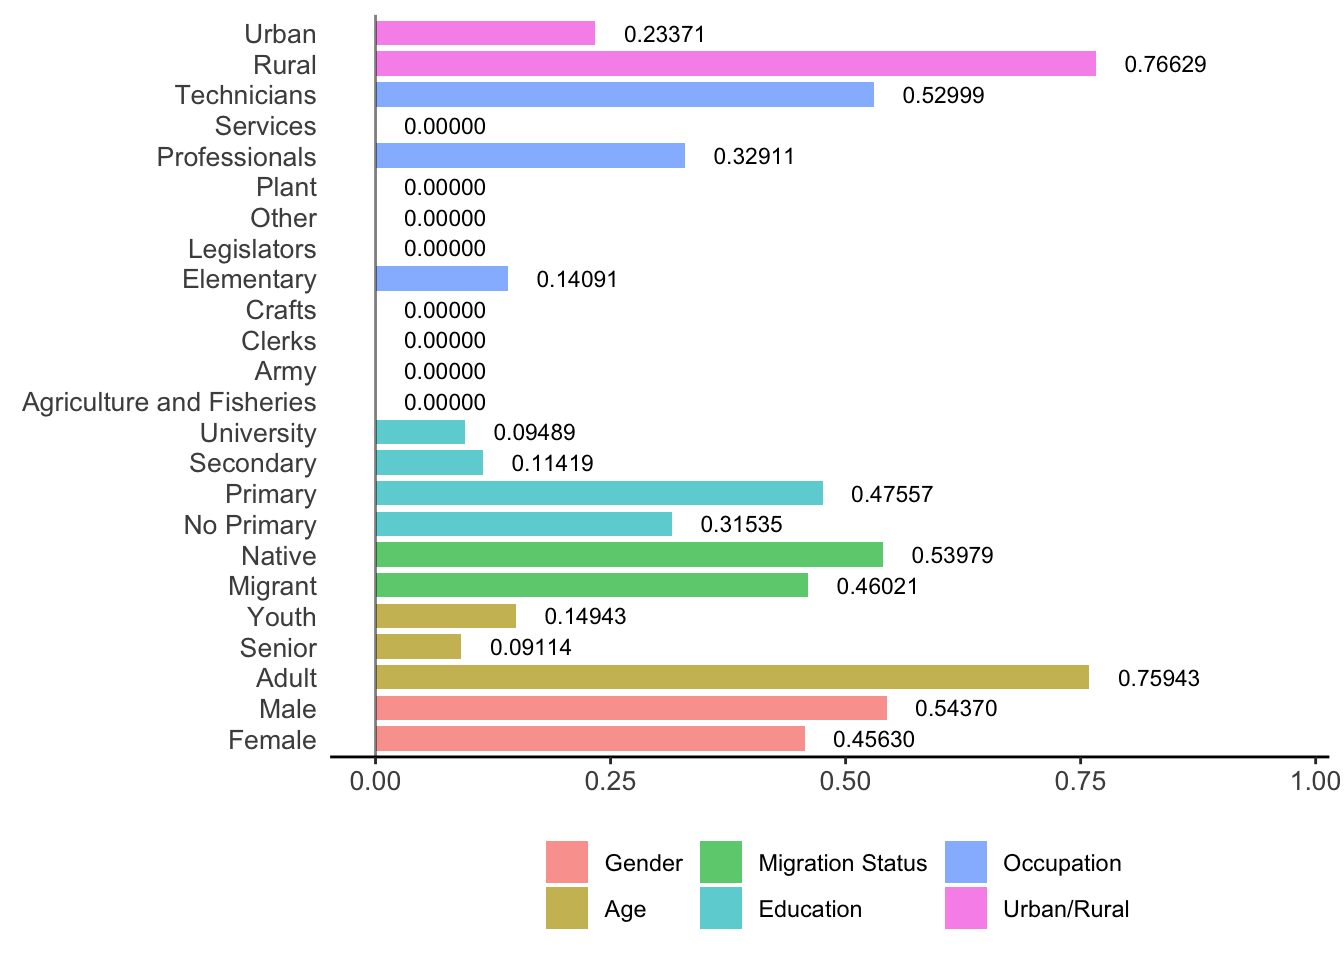 Urban 0.23371
Rural 0.76629
Technicians 0.52999
Services 0.00000
Professionals 0.32911
Plant 0.00000
Other 0.00000
Legislators 0.00000
Elementary 0.14091
Crafts 0.00000
Clerks 0.00000
Army 0.00000
Agriculture and Fisheries 0.00000
University 0.09489
Secondary 0.11419
Primary 0.47557
No Primary 0.31535
Native 0.53979
Migrant 0.46021
Youth 0.14943
Senior 0.09114
Adult 0.75943
Male 0.54370
Female 0.45630
0.00 0.25 0.50 0.75 1.00
Gender Migration Status Occupation
Age Education Urban/Rural